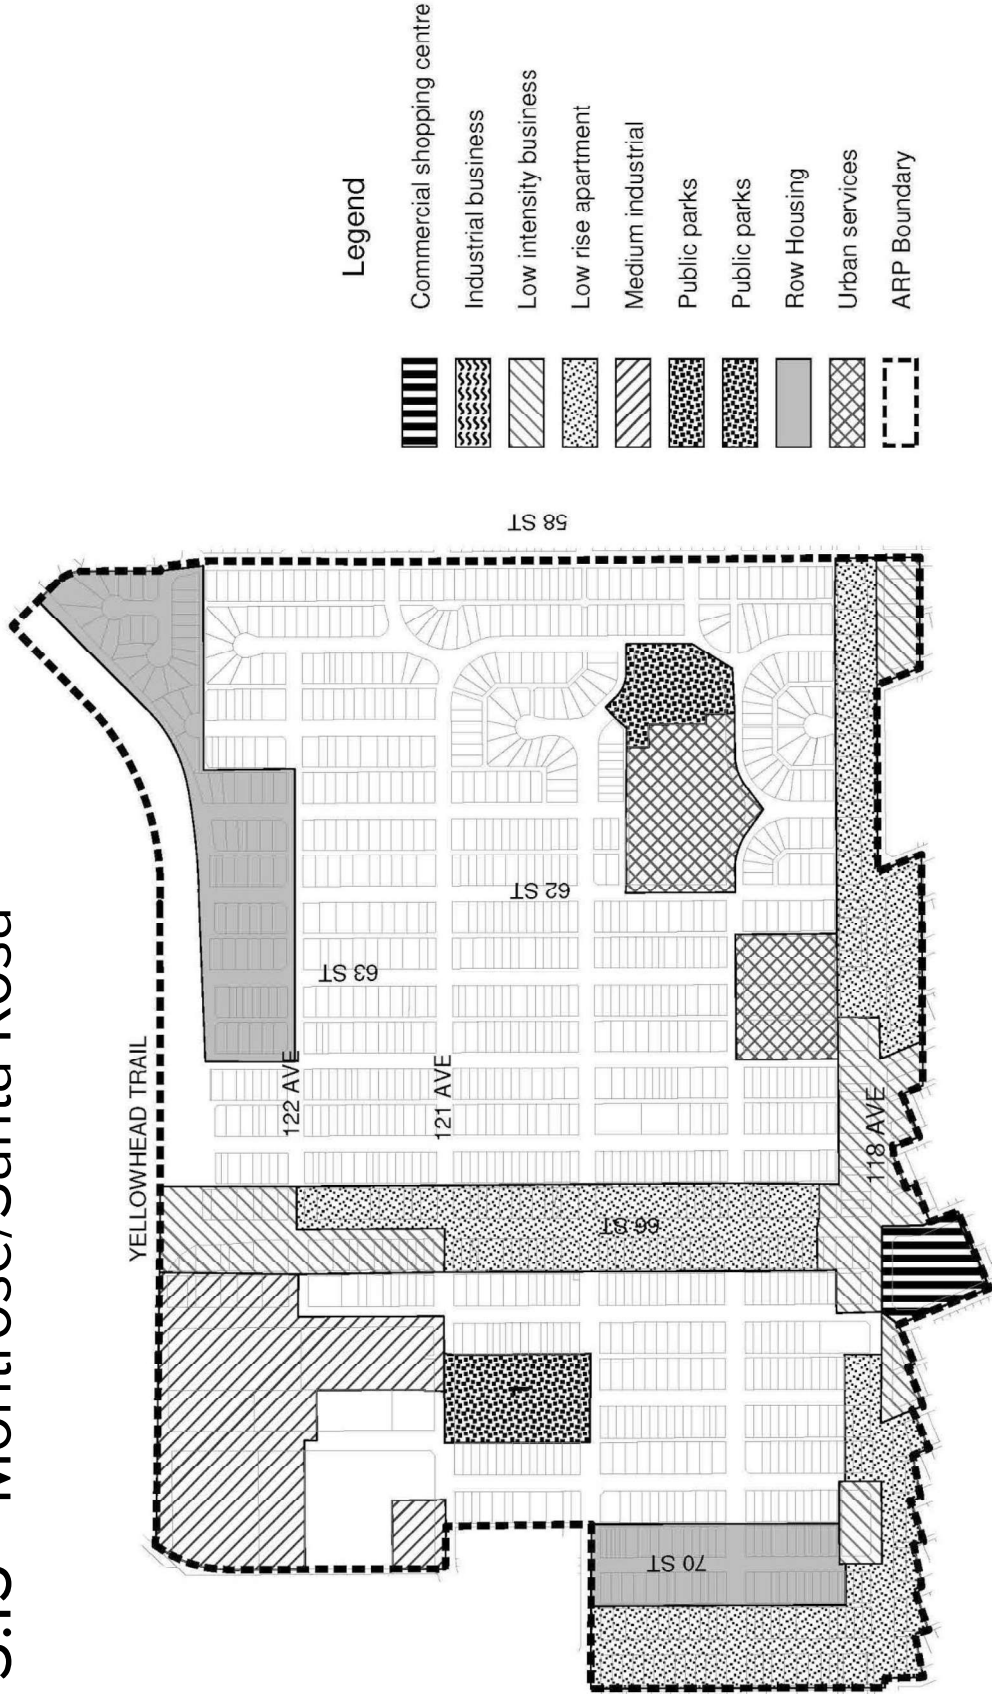 Montrose/Santa Rosa
YELLOWHEAD TRAIL
122 AVE
121 AVE
118 AVE
58 ST
62 ST
63 ST
66 ST
70 ST
Legend
Commercial shopping centre
Industrial business
Low intensity business
Low rise apartment
Medium industrial
Public parks
Public parks
Row Housing
Urban services
ARP Boundary